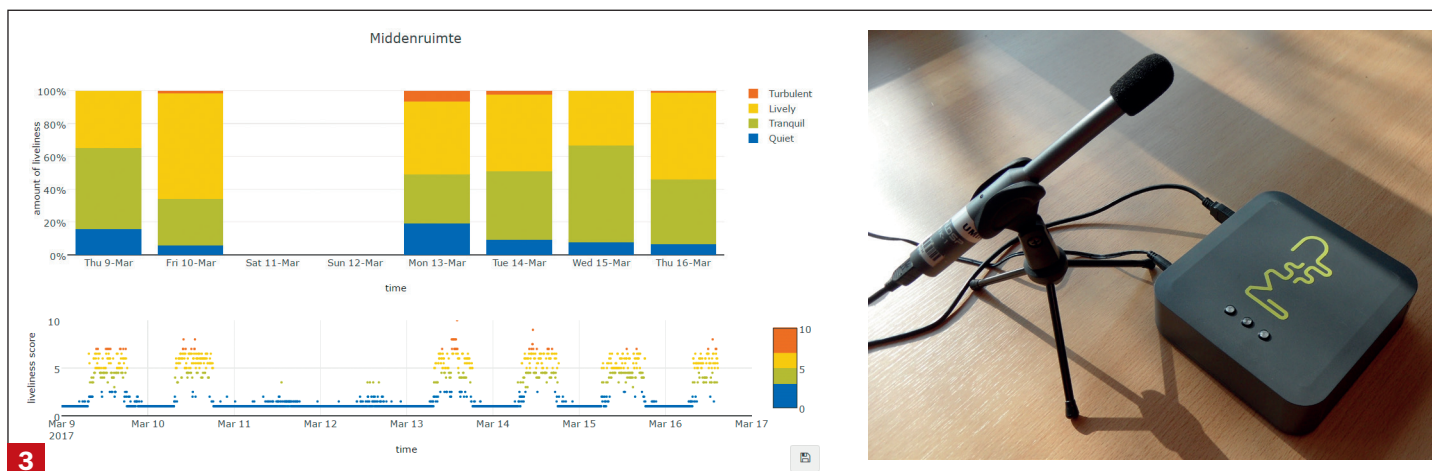 Middenruimte
100%
80%
60%
40%
20%
0%
amount of liveliness
Thu 9-Mar Fri 10-Mar Sat 11-Mar Sun 12-Mar Mon 13-Mar Tue 14-Mar Wed 15-Mar Thu 16-Mar
time
Turbulent
Lively
Tranquil
Quiet
10
5
0
liveliness score
Mar 9 Mar 10 Mar 11 Mar 12 Mar 13 Mar 14 Mar 15 Mar 16 Mar 17
2017
time
10
5
0
3